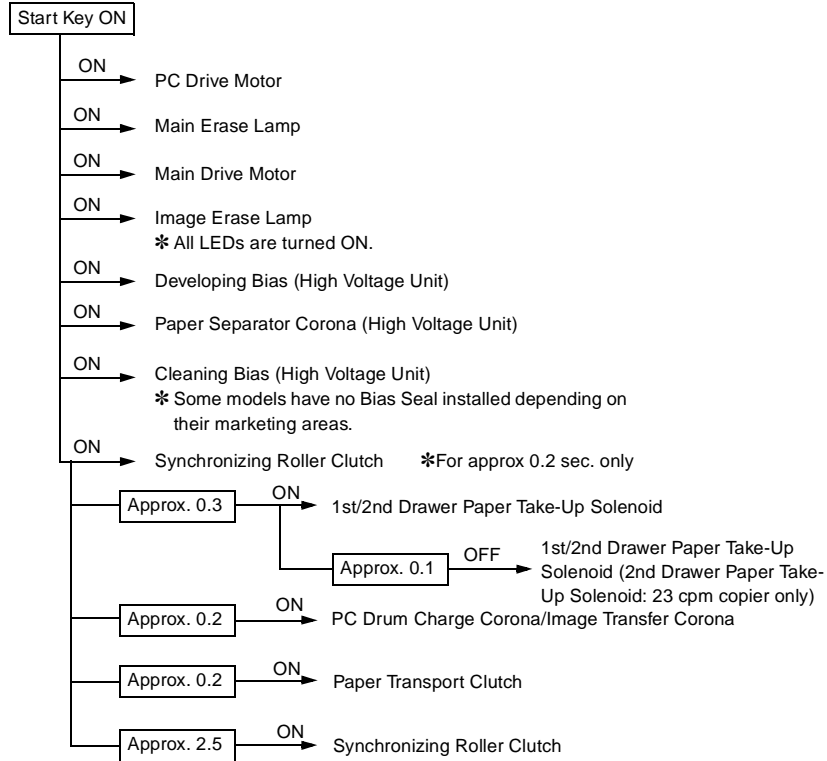 Start Key ON
ON
PC Drive Motor
ON
Main Erase Lamp
ON
Main Drive Motor
ON
Image Erase Lamp
✻ All LEDs are turned ON.
ON
Developing Bias (High Voltage Unit)
ON
Paper Separator Corona (High Voltage Unit)
ON
Cleaning Bias (High Voltage Unit)
✻ Some models have no Bias Seal installed depending on
their marketing areas.
ON
Synchronizing Roller Clutch ✻For approx 0.2 sec. only
Approx. 0.3
ON
1st/2nd Drawer Paper Take-Up Solenoid
Approx. 0.1
OFF
1st/2nd Drawer Paper Take-Up
Solenoid (2nd Drawer Paper Take-
Up Solenoid: 23 cpm copier only)
Approx. 0.2
ON
PC Drum Charge Corona/Image Transfer Corona
Approx. 0.2
ON
Paper Transport Clutch
Approx. 2.5
ON
Synchronizing Roller Clutch